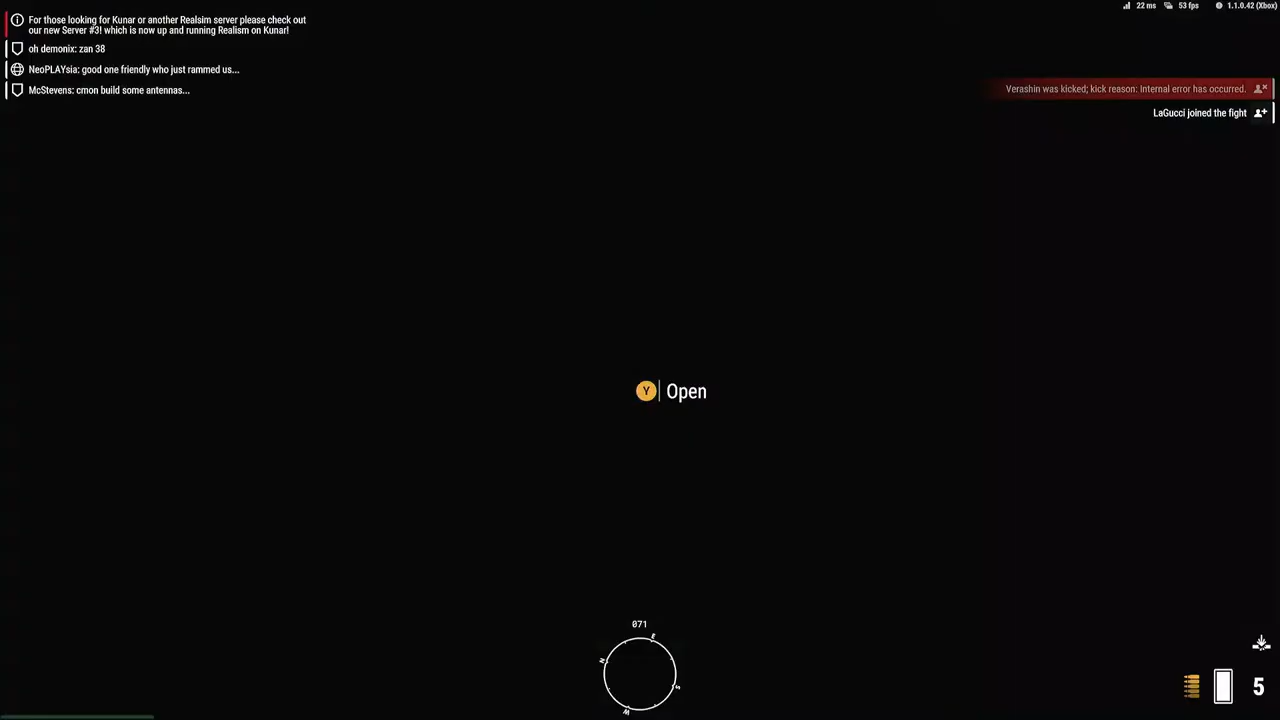 22 ms 53 fps 1.1.0.42 (Xbox)
For those looking for Kunar or another Realsim server please check out
our new Server #3! which is now up and running Realism on Kunar!
oh demonix: zan 38
NeoPLAYsia: good one friendly who just rammed us...
McStevens: cmon build some antennas...
Verashin was kicked; kick reason: Internal error has occurred.
LaGucci joined the fight
Y Open
071
E
N
S
W
5